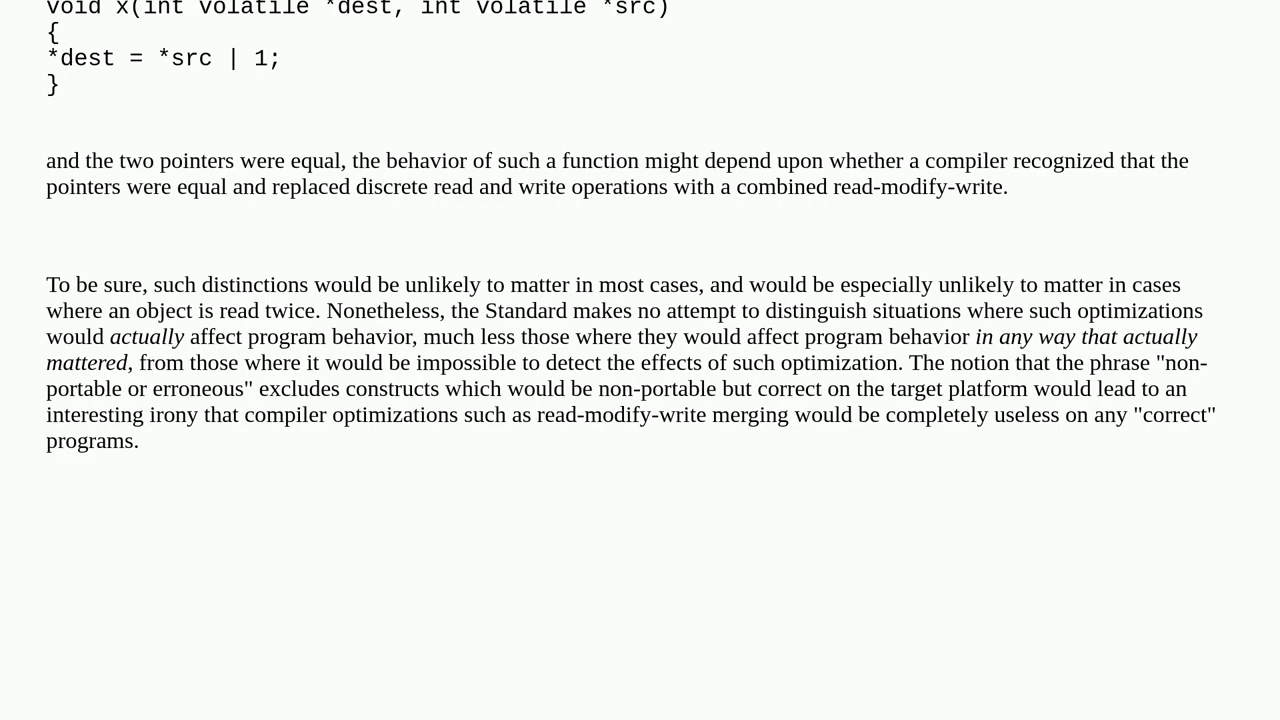 void x(int volatile *dest, int volatile *src)
{
*dest = *src | 1;
}
and the two pointers were equal, the behavior of such a function might depend upon whether a compiler recognized that the
pointers were equal and replaced discrete read and write operations with a combined read-modify-write.
To be sure, such distinctions would be unlikely to matter in most cases, and would be especially unlikely to matter in cases
where an object is read twice. Nonetheless, the Standard makes no attempt to distinguish situations where such optimizations
would actually affect program behavior, much less those where they would affect program behavior in any way that actually
mattered, from those where it would be impossible to detect the effects of such optimization. The notion that the phrase "non-
portable or erroneous" excludes constructs which would be non-portable but correct on the target platform would lead to an
interesting irony that compiler optimizations such as read-modify-write merging would be completely useless on any "correct"
programs.